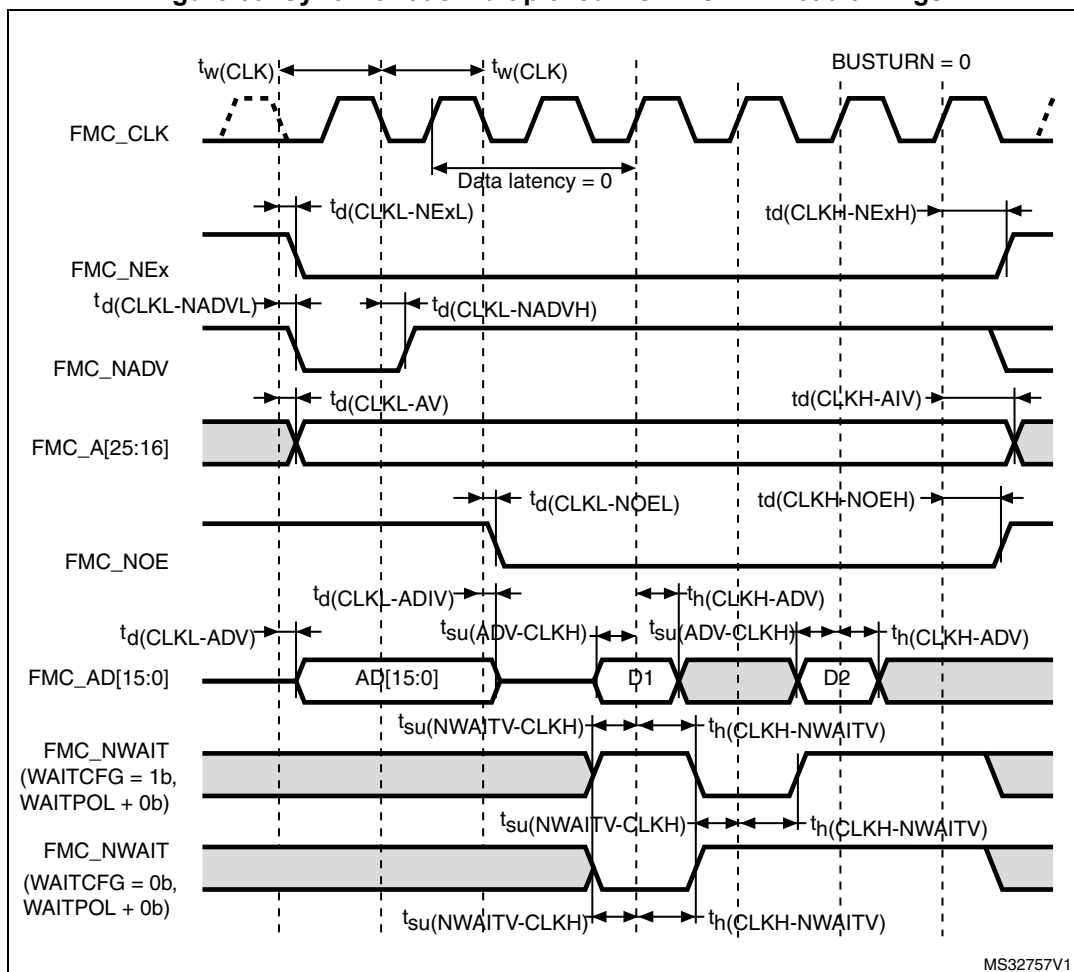 tw(CLK) tw(CLK) BUSTURN = 0
FMC_CLK
Data latency = 0
td(CLKL-NExL) td(CLKH-NExH)
FMC_NEx
td(CLKL-NADVL) td(CLKL-NADVH)
FMC_NADV
td(CLKL-AV) td(CLKH-AIV)
FMC_A[25:16]
td(CLKL-NOEL) td(CLKH-NOEH)
FMC_NOE
td(CLKL-ADIV) th(CLKH-ADV)
td(CLKL-ADV) tsu(ADV-CLKH) tsu(ADV-CLKH) th(CLKH-ADV)
FMC_AD[15:0] AD[15:0] D1 D2
tsu(NWAITV-CLKH) th(CLKH-NWAITV)
FMC_NWAIT
(WAITCFG = 1b,
WAITPOL + 0b)
tsu(NWAITV-CLKH) th(CLKH-NWAITV)
FMC_NWAIT
(WAITCFG = 0b,
WAITPOL + 0b)
tsu(NWAITV-CLKH) th(CLKH-NWAITV)
MS32757V1